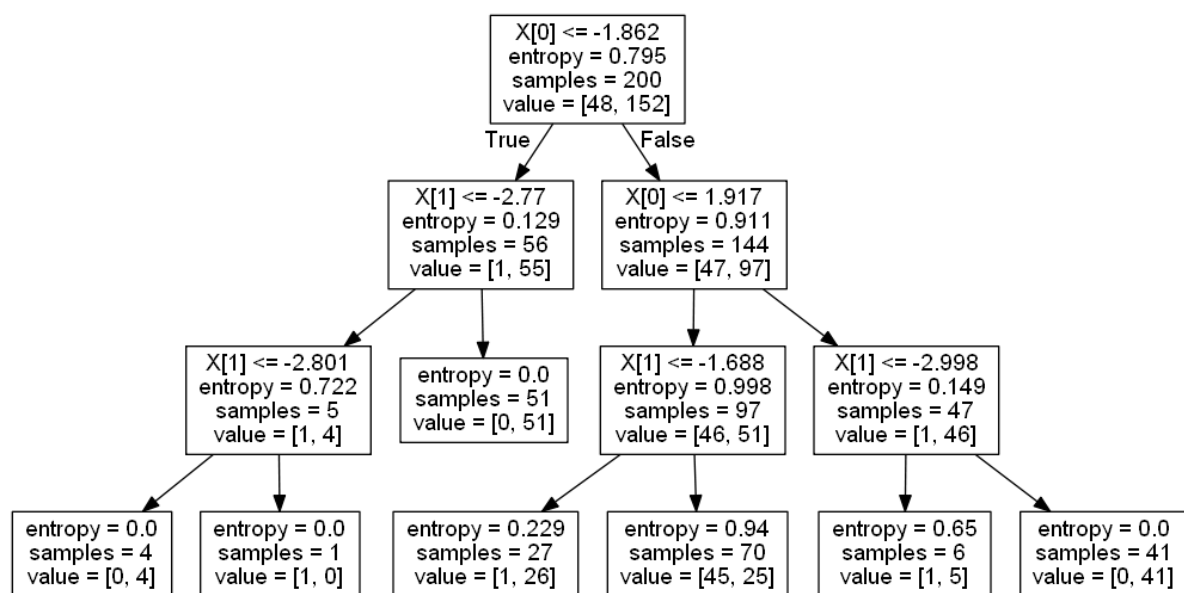 X[0] <= -1.862
entropy = 0.795
samples = 200
value = [48, 152]
True
False
X[1] <= -2.77
entropy = 0.129
samples = 56
value = [1, 55]
X[0] <= 1.917
entropy = 0.911
samples = 144
value = [47, 97]
X[1] <= -2.801
entropy = 0.722
samples = 5
value = [1, 4]
entropy = 0.0
samples = 51
value = [0, 51]
X[1] <= -1.688
entropy = 0.998
samples = 97
value = [46, 51]
X[1] <= -2.998
entropy = 0.149
samples = 47
value = [1, 46]
entropy = 0.0
samples = 4
value = [0, 4]
entropy = 0.0
samples = 1
value = [1, 0]
entropy = 0.229
samples = 27
value = [1, 26]
entropy = 0.94
samples = 70
value = [45, 25]
entropy = 0.65
samples = 6
value = [1, 5]
entropy = 0.0
samples = 41
value = [0, 41]